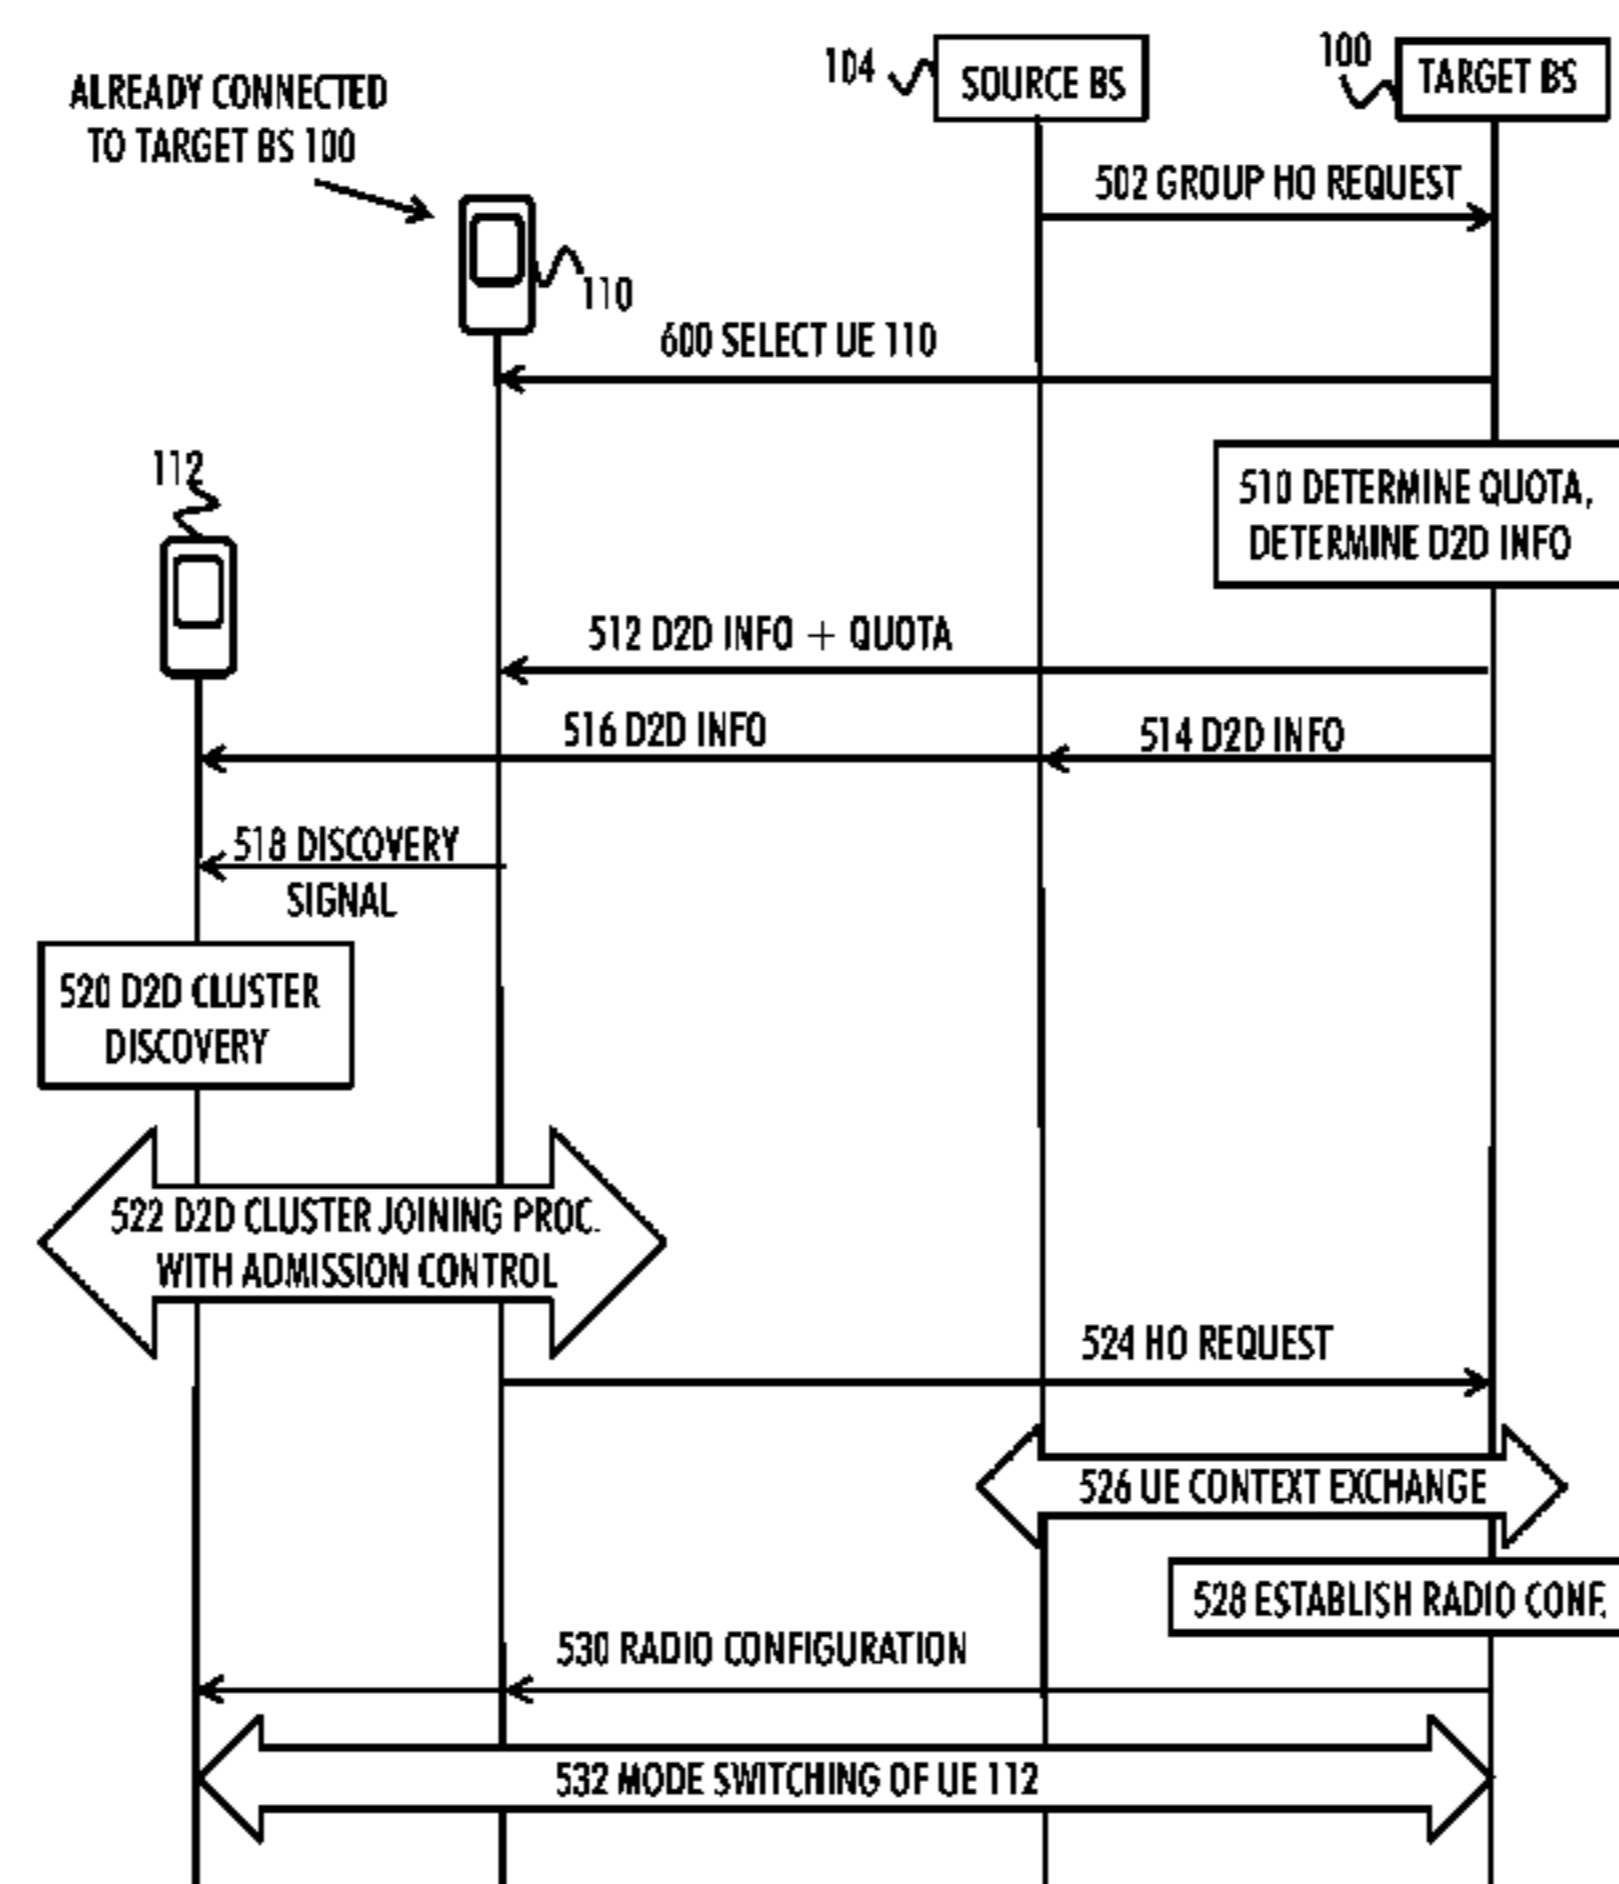 104
SOURCE BS
100
TARGET BS
ALREADY CONNECTED
TO TARGET BS 100
502 GROUP HO REQUEST
110
600 SELECT UE 110
112
510 DETERMINE QUOTA,
DETERMINE D2D INFO
512 D2D INFO + QUOTA
516 D2D INFO
514 D2D INFO
518 DISCOVERY
SIGNAL
520 D2D CLUSTER
DISCOVERY
522 D2D CLUSTER JOINING PROC.
WITH ADMISSION CONTROL
524 HO REQUEST
526 UE CONTEXT EXCHANGE
528 ESTABLISH RADIO CONF.
530 RADIO CONFIGURATION
532 MODE SWITCHING OF UE 112